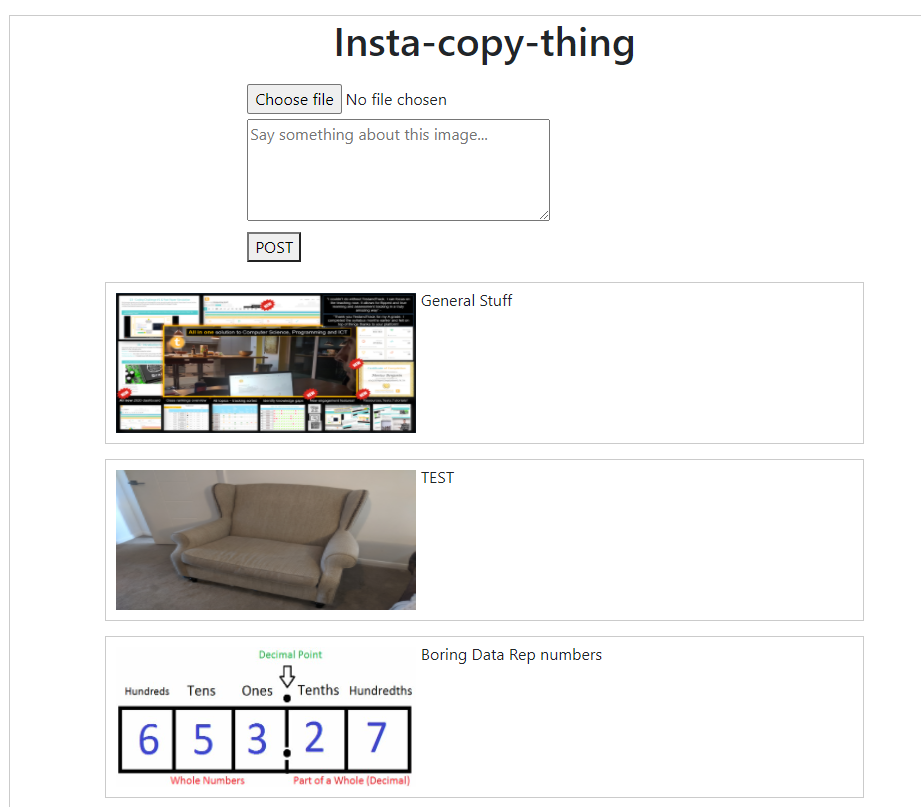 Insta-copy-thing
Choose file No file chosen
Say something about this image...
POST
General Stuff
All in one solution to Computer Science, Programming and ICT
TEST
Boring Data Rep numbers
Decimal Point
Hundreds Tens Ones Tenths Hundredths
6 5 3 . 2 7
Whole Numbers Part of a Whole (Decimal)